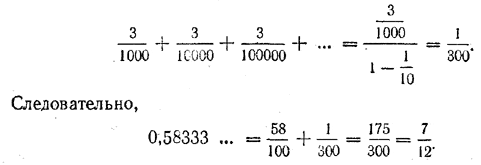 3/1000 + 3/10000 + 3/100000 + ... = (3/1000)/(1 − 1/10) = 1/300.
Следовательно,
0,58333 ... = 58/100 + 1/300 = 175/300 = 7/12.